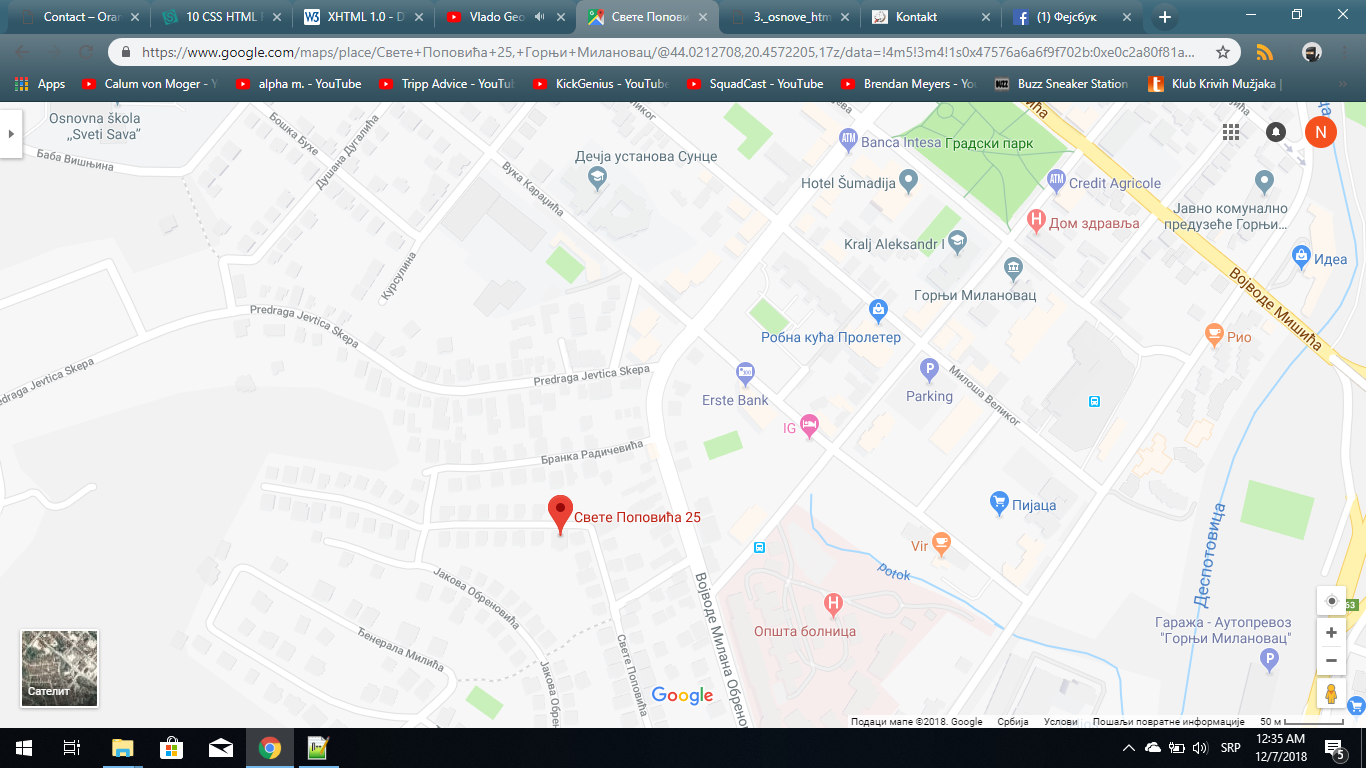 Contact – Oran
10 CSS HTML F
XHTML 1.0 - D
Vlado Geo
Свете Попови
3._osnove_htm
Kontakt
(1) Фејсбук
https://www.google.com/maps/place/Свете+Поповића+25,+Горњи+Милановац/@44.0212708,20.4572205,17z/data=!4m5!3m4!1s0x47576a6a6f9f702b:0xe0c2a80f81a...
Apps
Calum von Moger - Y
alpha m. - YouTube
Tripp Advice - YouTu
KickGenius - YouTube
SquadCast - YouTube
Brendan Meyers - Yo
Buzz Sneaker Station
Klub Krivih Mužjaka |
»
Osnovna škola
„Sveti Sava”
Баба Вишњина
Бошка Бухе
Душана Дугалића
Вука Караџића
Дечја установа Сунце
ATM
Banca Intesa
Градски парк
Hotel Šumadija
ATM
Credit Agricole
Дом здравља
Јавно комунално
предузеће Горњи...
N
Kralj Aleksandr I
Горњи Милановац
Идеа
Војводе Мишића
Курсулина
Predraga Jevtica Skepa
Predraga Jevtica Skepa
Predraga Jevtica Skepa
Робна кућа Пролетер
Рио
Erste Bank
P
Parking
Милоша Великог
IG
Бранка Радичевића
Свете Поповића 25
Пијаца
Vir
potok
Деспотовица
Јакова Обреновића
Ђенерала Милића
Свете Поповића
Војводе Милана Обрено
Јакова Обрен
H
Општа болница
Гаража - Аутопревоз
"Горњи Милановац"
P
63
Сателит
Google
Подаци мапе ©2018. Google
Србија
Услови
Пошаљи повратне информације
50 м
SRP
12:35 AM
12/7/2018
5